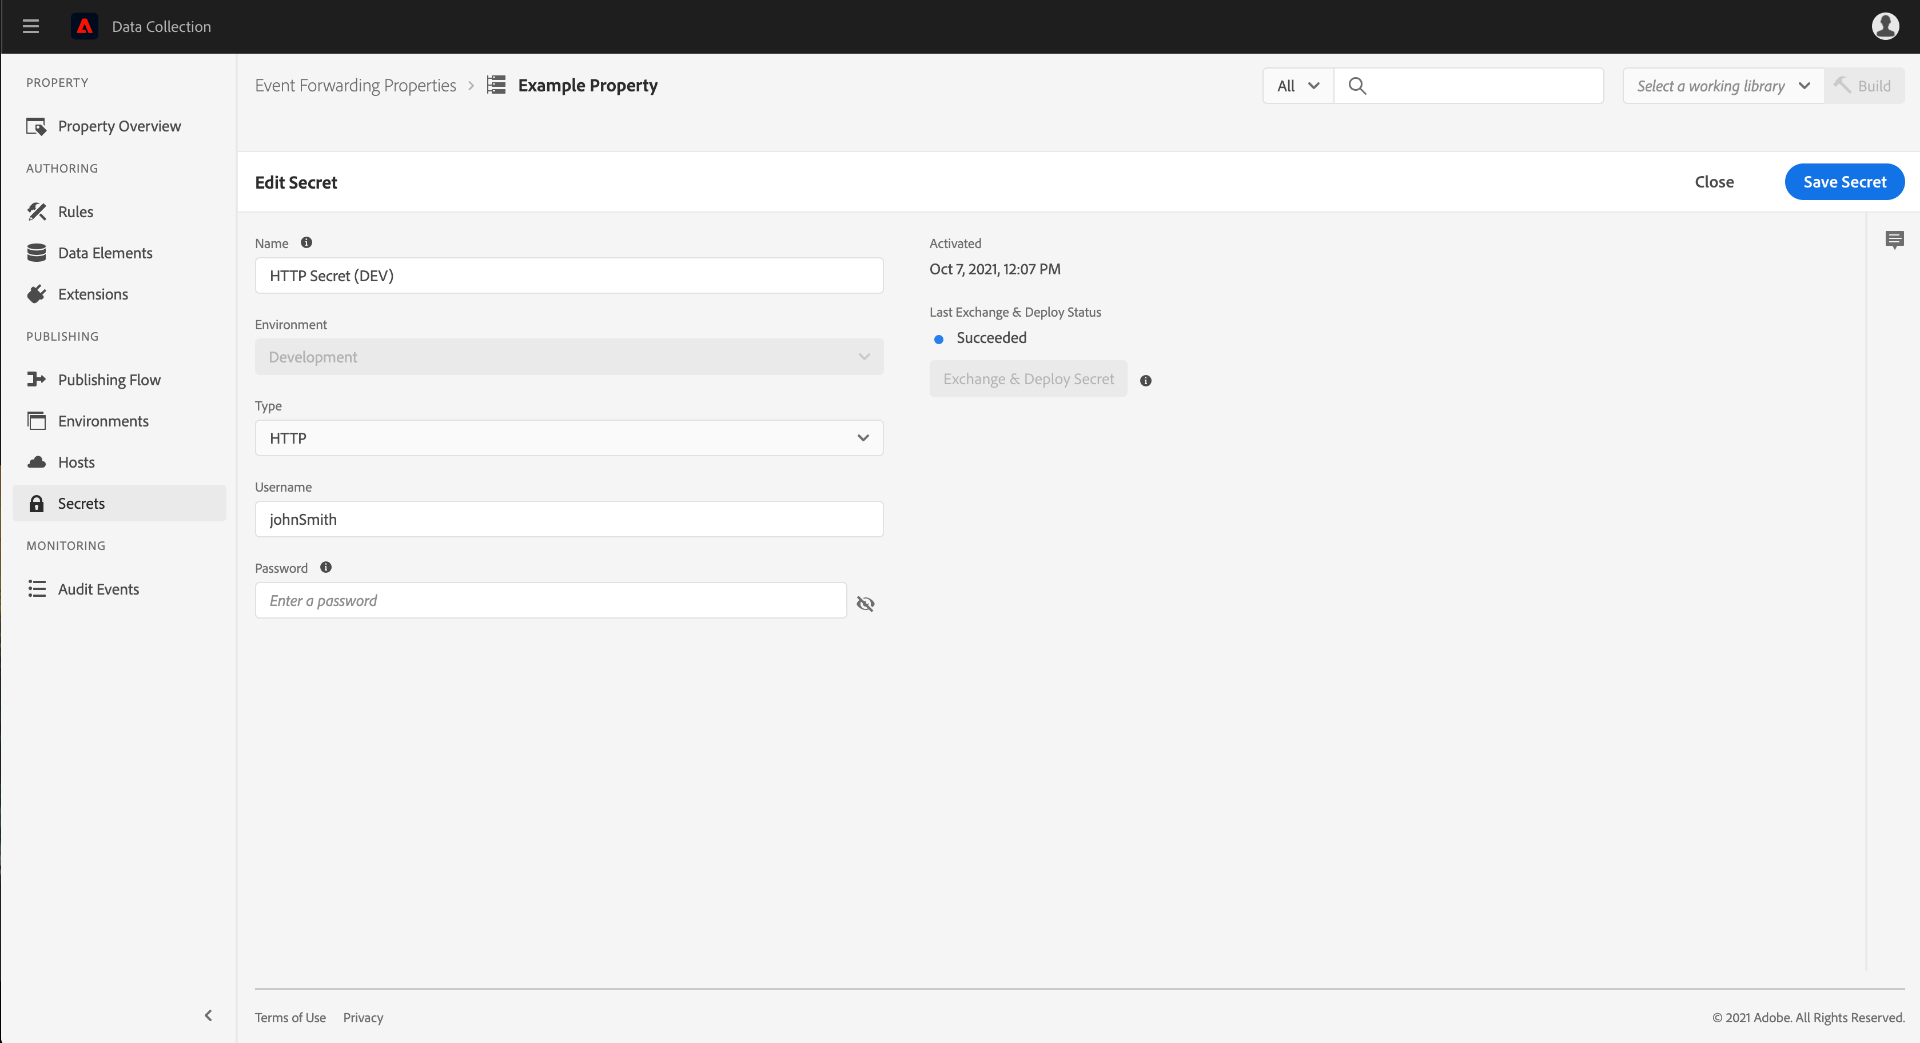 Data Collection
PROPERTY
Property Overview
AUTHORING
Rules
Data Elements
Extensions
PUBLISHING
Publishing Flow
Environments
Hosts
Secrets
MONITORING
Audit Events
Event Forwarding Properties > Example Property
All
Select a working library
Build
Edit Secret
Close
Save Secret
Name
HTTP Secret (DEV)
Environment
Development
Type
HTTP
Username
johnSmith
Password
Enter a password
Activated
Oct 7, 2021, 12:07 PM
Last Exchange & Deploy Status
Succeeded
Exchange & Deploy Secret
Terms of Use Privacy
© 2021 Adobe. All Rights Reserved.